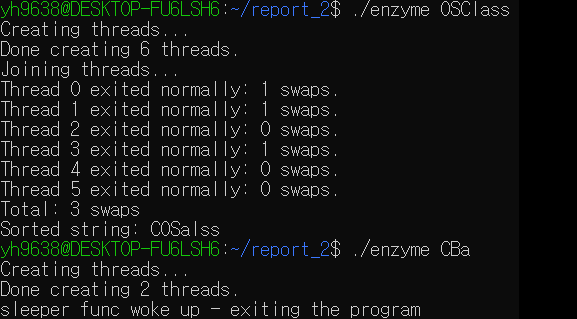 yh9638@DESKTOP-FU6LSH6:~/report_2$ ./enzyme OSClass
Creating threads...
Done creating 6 threads.
Joining threads...
Thread 0 exited normally: 1 swaps.
Thread 1 exited normally: 1 swaps.
Thread 2 exited normally: 0 swaps.
Thread 3 exited normally: 1 swaps.
Thread 4 exited normally: 0 swaps.
Thread 5 exited normally: 0 swaps.
Total: 3 swaps
Sorted string: COSalss
yh9638@DESKTOP-FU6LSH6:~/report_2$ ./enzyme CBa
Creating threads...
Done creating 2 threads.
sleeper func woke up - exiting the program